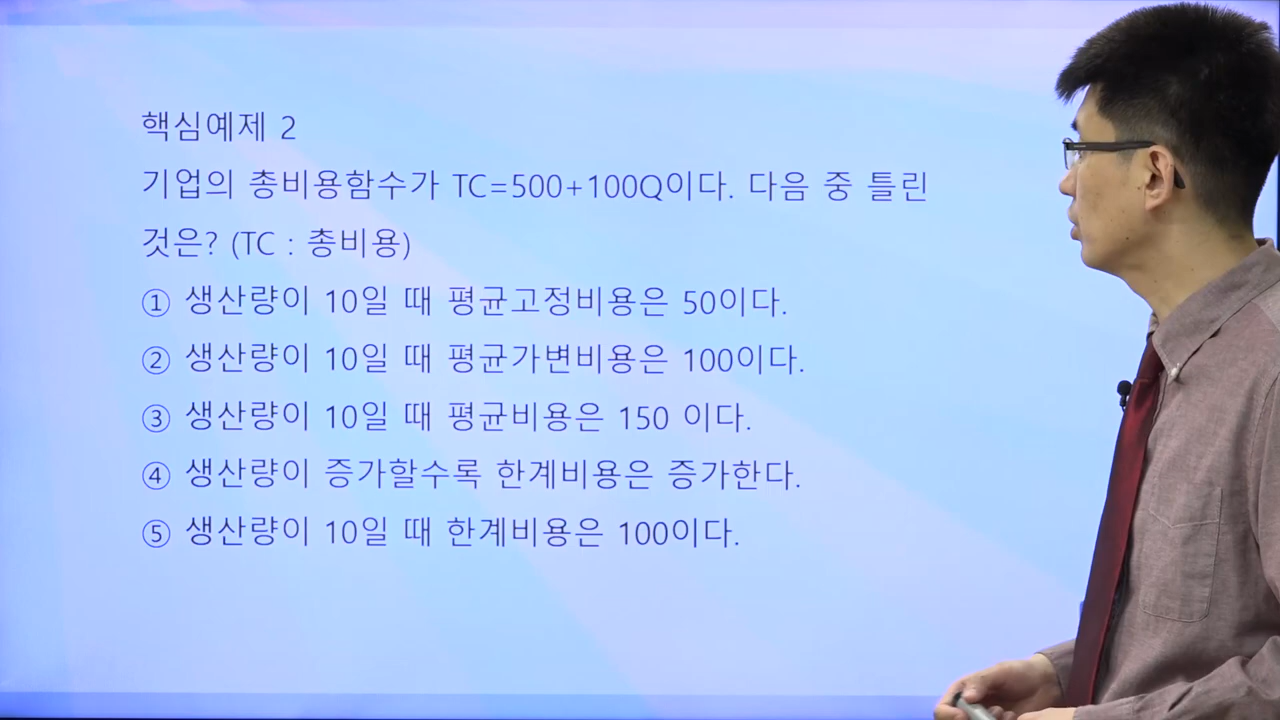 핵심예제 2
기업의 총비용함수가 TC=500+100Q이다. 다음 중 틀린
것은? (TC : 총비용)
① 생산량이 10일 때 평균고정비용은 50이다.
② 생산량이 10일 때 평균가변비용은 100이다.
③ 생산량이 10일 때 평균비용은 150 이다.
④ 생산량이 증가할수록 한계비용은 증가한다.
⑤ 생산량이 10일 때 한계비용은 100이다.